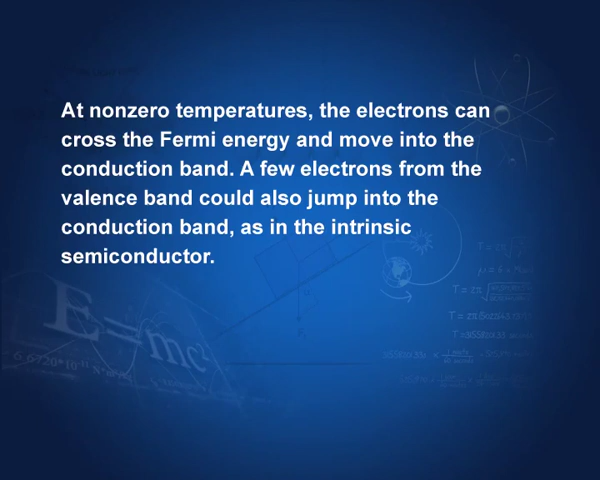 At nonzero temperatures, the electrons can
cross the Fermi energy and move into the
conduction band. A few electrons from the
valence band could also jump into the
conduction band, as in the intrinsic
semiconductor.
E=mc²